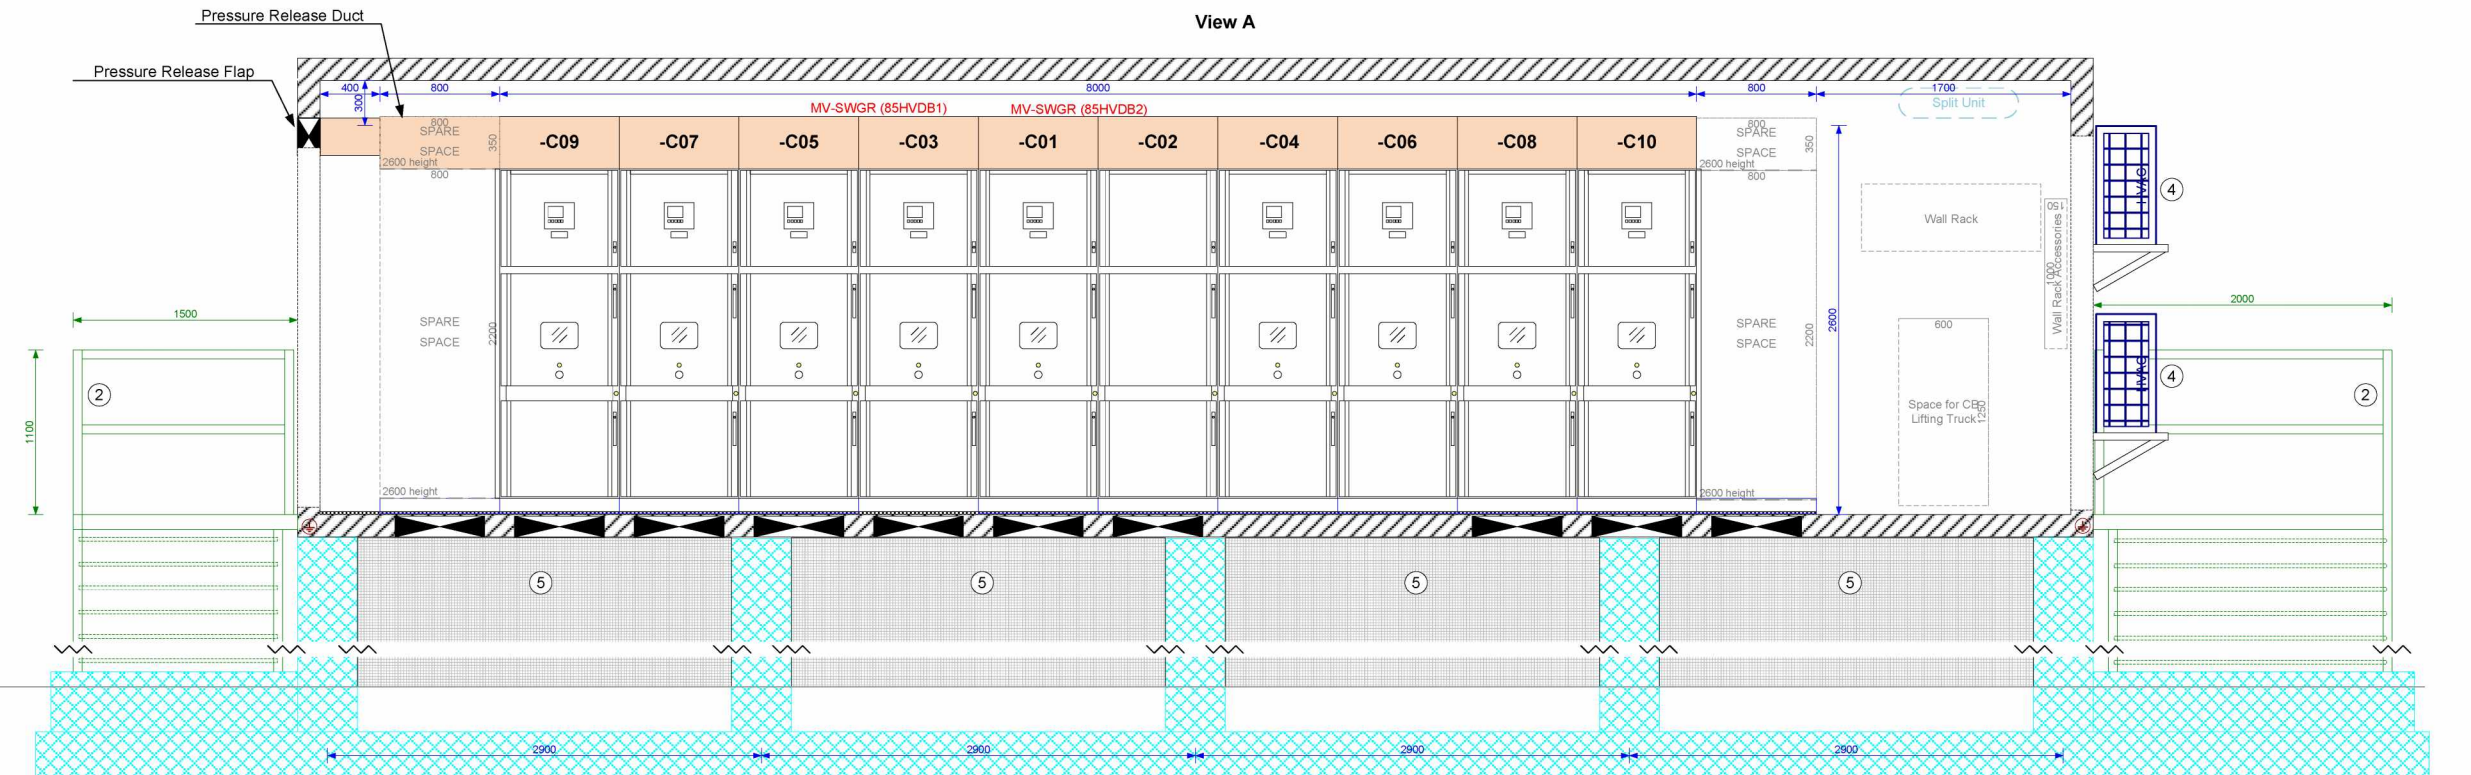 Pressure Release Duct
View A
Pressure Release Flap
400
800
8000
800
1700
300
MV-SWGR (85HVDB1)
MV-SWGR (85HVDB2)
Split Unit
800
SPARE
SPACE
350
2600 height
800
-C09
-C07
-C05
-C03
-C01
-C02
-C04
-C06
-C08
-C10
800
SPARE
SPACE
350
2600 height
800
HVAC
4
Wall Rack
150
Wall Rack Accessories
1000
1500
2000
SPARE
SPACE
2200
SPARE
SPACE
2200
2600
600
HVAC
4
2
2
1100
Space for CB
Lifting Truck
1250
2600 height
2600 height
5
5
5
5
2900
2900
2900
2900